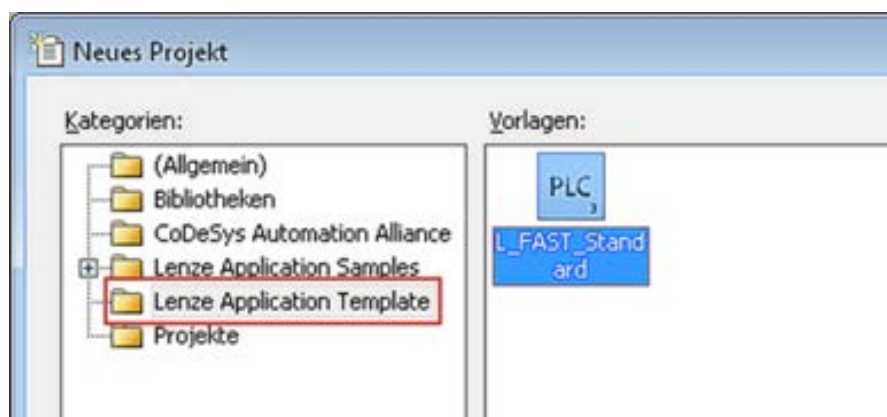 Neues Projekt
Kategorien:
(Allgemein)
Bibliotheken
CoDeSys Automation Alliance
Lenze Application Samples
Lenze Application Template
Projekte
Vorlagen:
PLC
L_FAST_Stand
ard